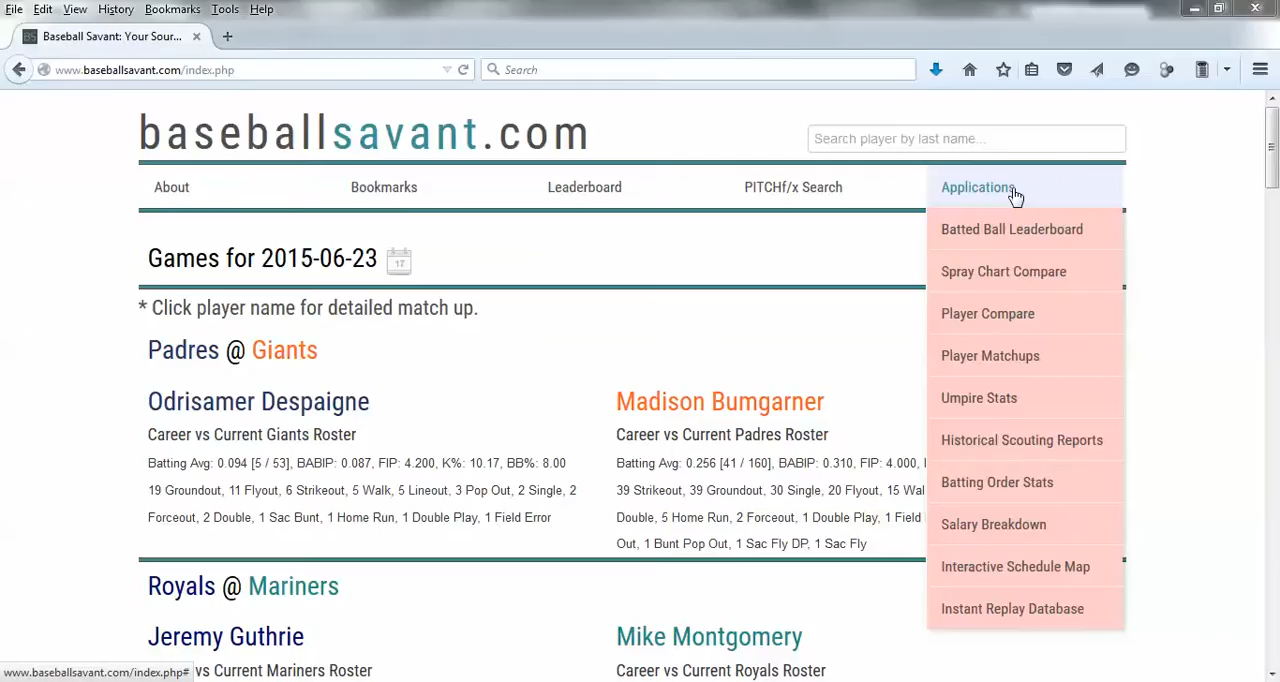 File Edit View History Bookmarks Tools Help
Baseball Savant: Your Sour...
www.baseballsavant.com/index.php
Search
baseballsavant.com
Search player by last name...
About Bookmarks Leaderboard PITCHf/x Search Applications
Batted Ball Leaderboard
Spray Chart Compare
Player Compare
Player Matchups
Umpire Stats
Historical Scouting Reports
Batting Order Stats
Salary Breakdown
Interactive Schedule Map
Instant Replay Database
Games for 2015-06-23 17
* Click player name for detailed match up.
Padres @ Giants
Odrisamer Despaigne
Career vs Current Giants Roster
Batting Avg: 0.094 [5 / 53], BABIP: 0.087, FIP: 4.200, K%: 10.17, BB%: 8.00
19 Groundout, 11 Flyout, 6 Strikeout, 5 Walk, 5 Lineout, 3 Pop Out, 2 Single, 2
Forceout, 2 Double, 1 Sac Bunt, 1 Home Run, 1 Double Play, 1 Field Error
Madison Bumgarner
Career vs Current Padres Roster
Batting Avg: 0.256 [41 / 160], BABIP: 0.310, FIP: 4.000,
39 Strikeout, 39 Groundout, 30 Single, 20 Flyout, 15 Wal
Double, 5 Home Run, 2 Forceout, 1 Double Play, 1 Field
Out, 1 Bunt Pop Out, 1 Sac Fly DP, 1 Sac Fly
Royals @ Mariners
Jeremy Guthrie
vs Current Mariners Roster
Mike Montgomery
Career vs Current Royals Roster
www.baseballsavant.com/index.php#